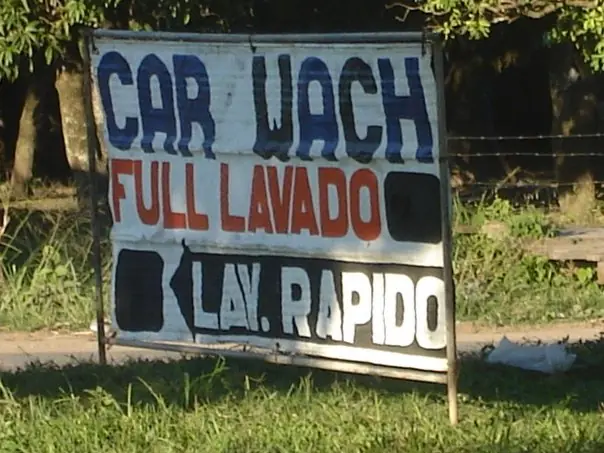 CAR WACH
FULL LAVADO
LAV. RAPIDO